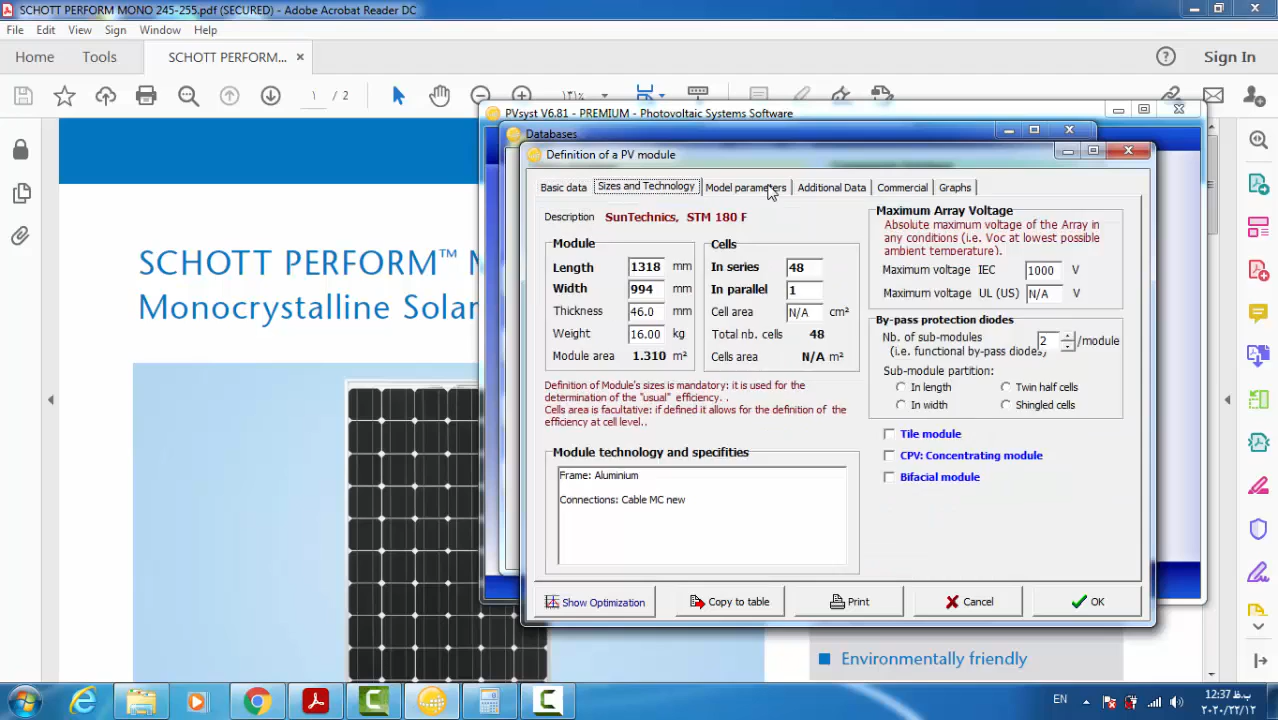 SCHOTT PERFORM MONO 245-255.pdf (SECURED) - Adobe Acrobat Reader DC
File Edit View Sign Window Help
Home Tools SCHOTT PERFORM... × Sign In
١ / 2 ١٣١%
SCHOTT PERFORM™ M
Monocrystalline Solar
PVsyst V6.81 - PREMIUM - Photovoltaic Systems Software
Databases
Definition of a PV module
Basic data Sizes and Technology Model parameters Additional Data Commercial Graphs
Description SunTechnics, STM 180 F
Module
Length 1318 mm
Width 994 mm
Thickness 46.0 mm
Weight 16.00 kg
Module area 1.310 m²
Cells
In series 48
In parallel 1
Cell area N/A cm²
Total nb. cells 48
Cells area N/A m²
Definition of Module's sizes is mandatory: it is used for the
determination of the "usual" efficiency. .
Cells area is facultative: if defined it allows for the definition of the
efficiency at cell level..
Module technology and specifities
Frame: Aluminium
Connections: Cable MC new
Maximum Array Voltage
Absolute maximum voltage of the Array in
any conditions (i.e. Voc at lowest possible
ambient temperature).
Maximum voltage IEC 1000 V
Maximum voltage UL (US) N/A V
By-pass protection diodes
Nb. of sub-modules 2 /module
(i.e. functional by-pass diodes)
Sub-module partition:
In length Twin half cells
In width Shingled cells
Tile module
CPV: Concentrating module
Bifacial module
Show Optimization Copy to table Print Cancel OK
Environmentally friendly
EN 12:37 ب.ظ
٢٠٢٠/٢٢/١٢